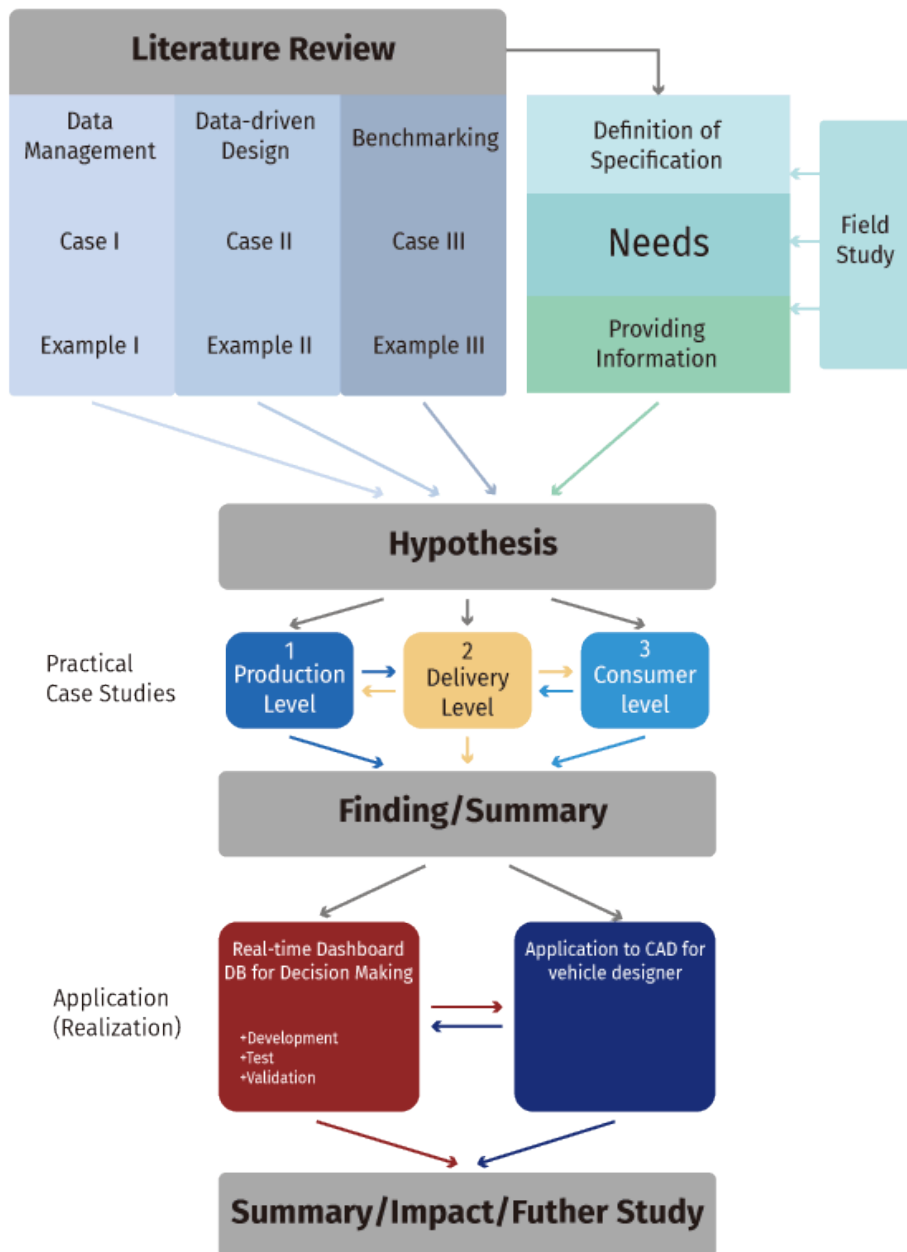 Literature Review
Data
Management
Data-driven
Design
Benchmarking
Case I
Case II
Case III
Example I
Example II
Example III
Definition of
Specification
Needs
Providing
Information
Field
Study
Hypothesis
Practical
Case Studies
1
Production
Level
2
Delivery
Level
3
Consumer
level
Finding/Summary
Application
(Realization)
Real-time Dashboard
DB for Decision Making
+Development
+Test
+Validation
Application to CAD for
vehicle designer
Summary/Impact/Futher Study